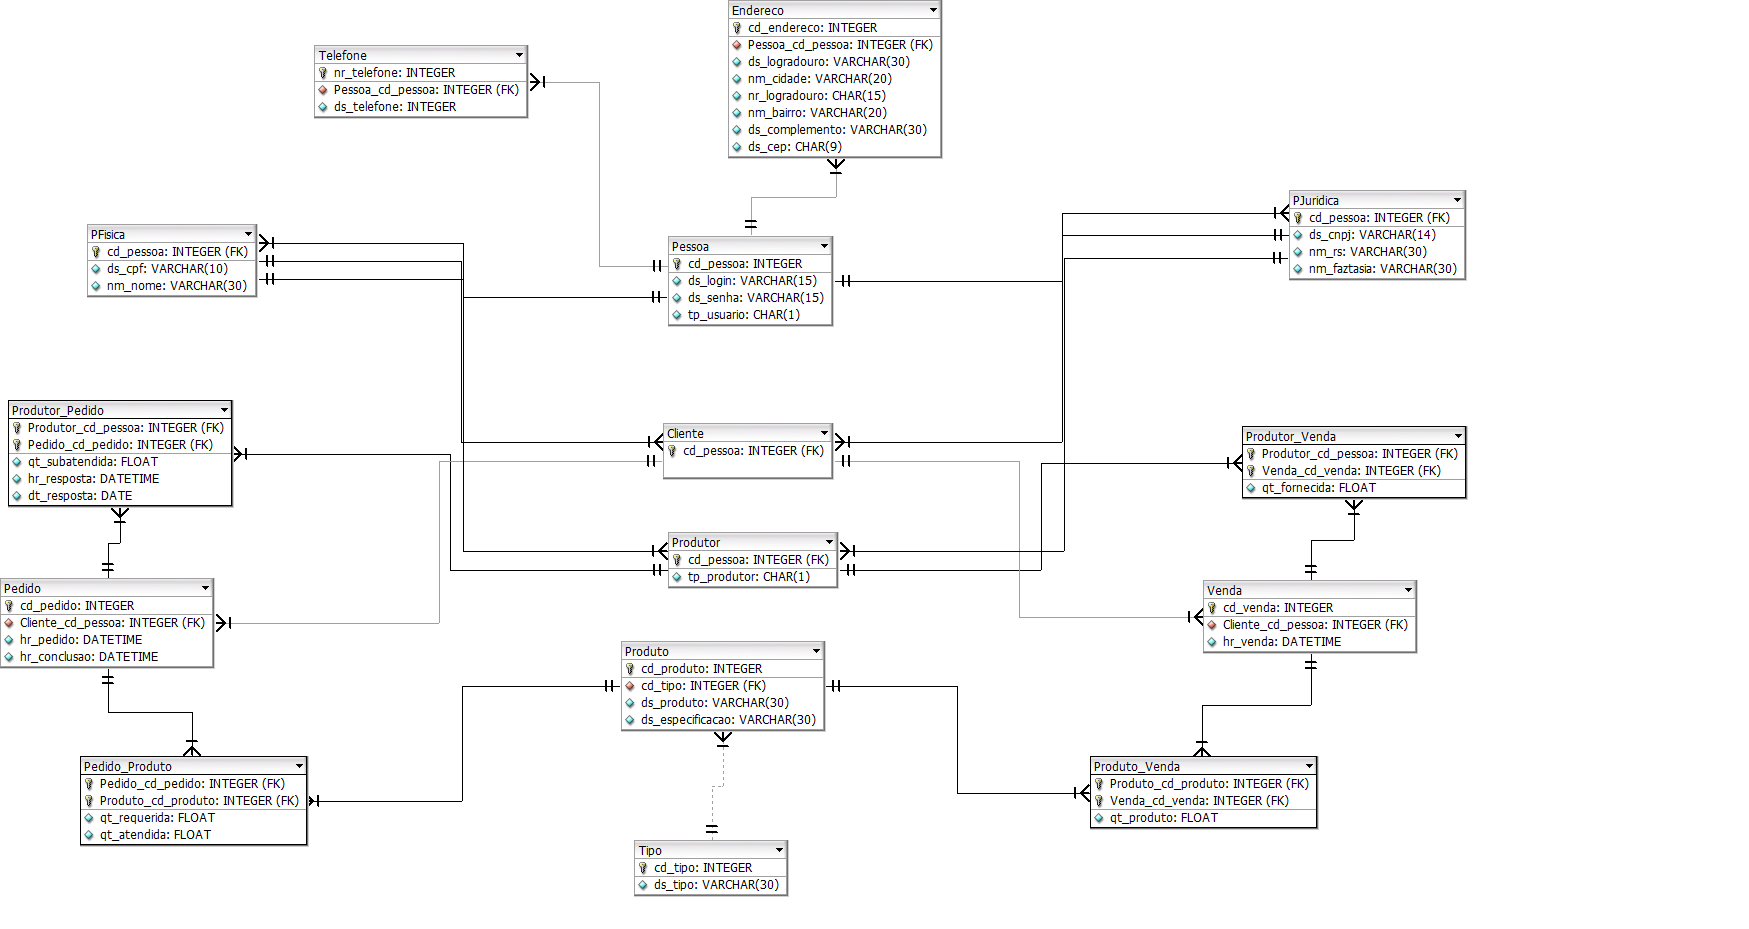 Endereco
cd_endereco: INTEGER
Pessoa_cd_pessoa: INTEGER (FK)
ds_logradouro: VARCHAR(30)
nm_cidade: VARCHAR(20)
nr_logradouro: CHAR(15)
nm_bairro: VARCHAR(20)
ds_complemento: VARCHAR(30)
ds_cep: CHAR(9)
Telefone
nr_telefone: INTEGER
Pessoa_cd_pessoa: INTEGER (FK)
ds_telefone: INTEGER
PJuridica
cd_pessoa: INTEGER (FK)
ds_cnpj: VARCHAR(14)
nm_rs: VARCHAR(30)
nm_faztasia: VARCHAR(30)
PFisica
cd_pessoa: INTEGER (FK)
ds_cpf: VARCHAR(10)
nm_nome: VARCHAR(30)
Pessoa
cd_pessoa: INTEGER
ds_login: VARCHAR(15)
ds_senha: VARCHAR(15)
tp_usuario: CHAR(1)
Produtor_Pedido
Produtor_cd_pessoa: INTEGER (FK)
Pedido_cd_pedido: INTEGER (FK)
qt_subatendida: FLOAT
hr_resposta: DATETIME
dt_resposta: DATE
Cliente
cd_pessoa: INTEGER (FK)
Produtor_Venda
Produtor_cd_pessoa: INTEGER (FK)
Venda_cd_venda: INTEGER (FK)
qt_fornecida: FLOAT
Produtor
cd_pessoa: INTEGER (FK)
tp_produtor: CHAR(1)
Pedido
cd_pedido: INTEGER
Cliente_cd_pessoa: INTEGER (FK)
hr_pedido: DATETIME
hr_conclusao: DATETIME
Venda
cd_venda: INTEGER
Cliente_cd_pessoa: INTEGER (FK)
hr_venda: DATETIME
Produto
cd_produto: INTEGER
cd_tipo: INTEGER (FK)
ds_produto: VARCHAR(30)
ds_especificacao: VARCHAR(30)
Pedido_Produto
Pedido_cd_pedido: INTEGER (FK)
Produto_cd_produto: INTEGER (FK)
qt_requerida: FLOAT
qt_atendida: FLOAT
Produto_Venda
Produto_cd_produto: INTEGER (FK)
Venda_cd_venda: INTEGER (FK)
qt_produto: FLOAT
Tipo
cd_tipo: INTEGER
ds_tipo: VARCHAR(30)